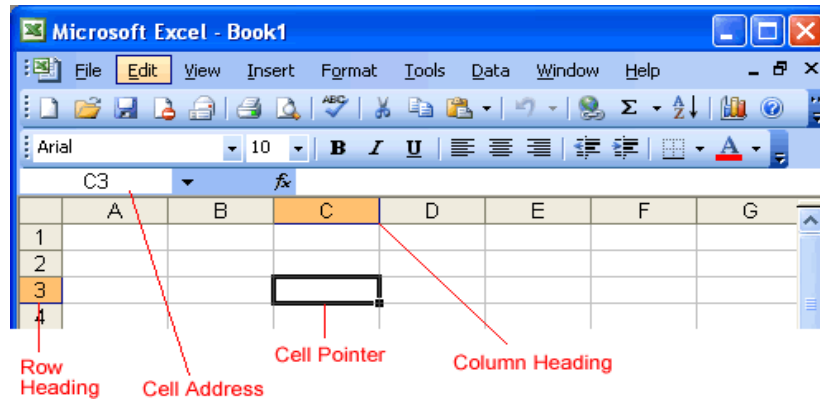 Microsoft Excel - Book1
File Edit View Insert Format Tools Data Window Help
ABC Σ A Z
Arial 10 B I U A
C3 fx
A B C D E F G
1
2
3
4
Cell Pointer
Column Heading
Row
Heading
Cell Address